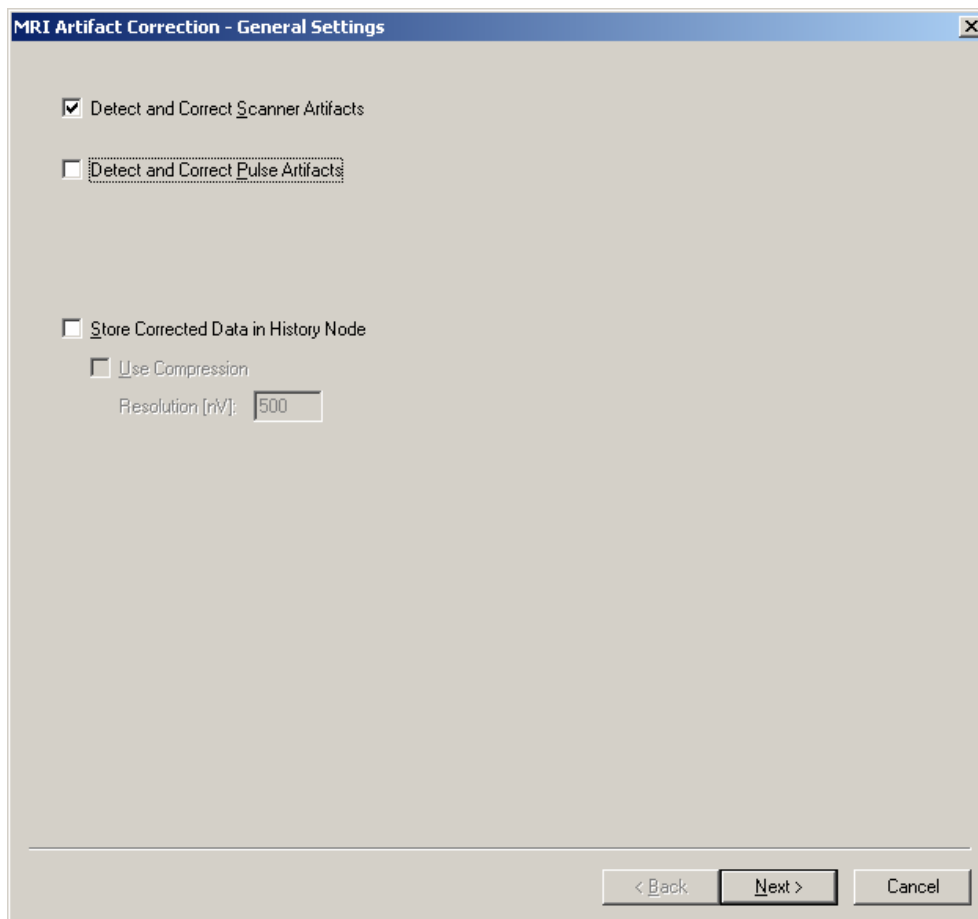 MRI Artifact Correction - General Settings
Detect and Correct Scanner Artifacts
Detect and Correct Pulse Artifacts
Store Corrected Data in History Node
Use Compression
Resolution [nV]: 500
< Back Next > Cancel